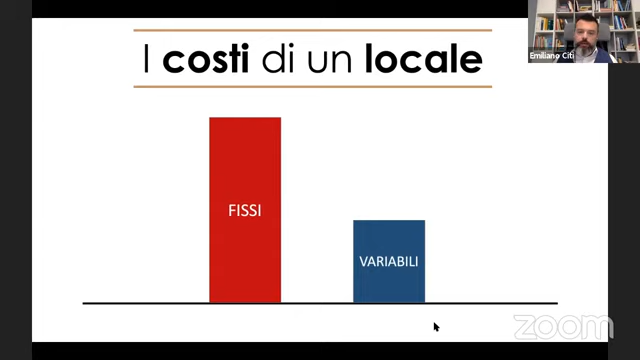 I costi di un locale
Emiliano Citi
FISSI
VARIABILI
zoom